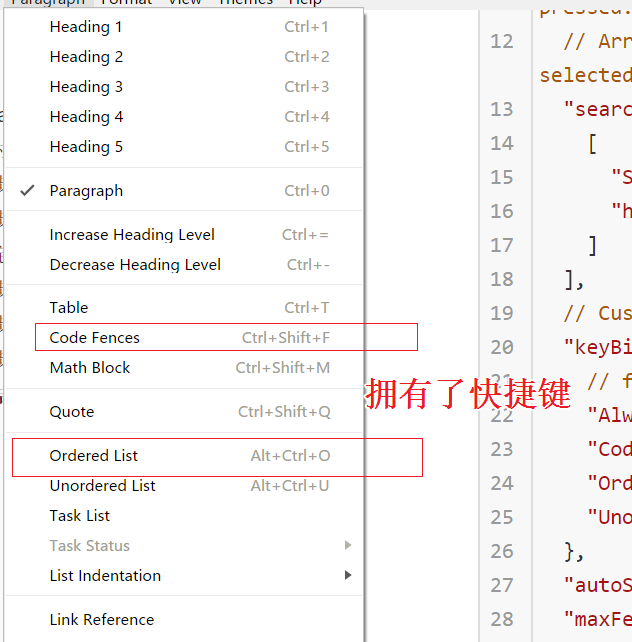 Paragraph Format View Themes Help
Heading 1 Ctrl+1
Heading 2 Ctrl+2
Heading 3 Ctrl+3
Heading 4 Ctrl+4
Heading 5 Ctrl+5
Paragraph Ctrl+0
Increase Heading Level Ctrl+=
Decrease Heading Level Ctrl+-
Table Ctrl+T
Code Fences Ctrl+Shift+F
Math Block Ctrl+Shift+M
Quote Ctrl+Shift+Q
Ordered List Alt+Ctrl+O
Unordered List Alt+Ctrl+U
Task List
Task Status
List Indentation
Link Reference
拥有了快捷键
pressed.
12 // Arr
selected
13 "searc
14 [
15 "S
16 "h
17 ]
18 ],
19 // Cus
20 "keyBi
21 // f
22 "Alw
23 "Cod
24 "Ord
25 "Uno
26 },
27 "autoS
28 "maxFe